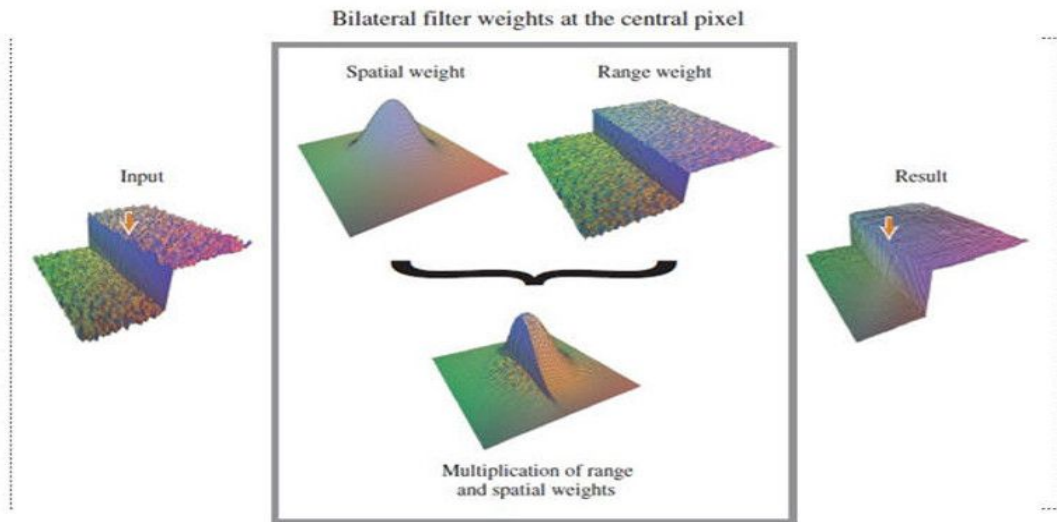 Bilateral filter weights at the central pixel
Spatial weight
Range weight
Input
Result
Multiplication of range
and spatial weights